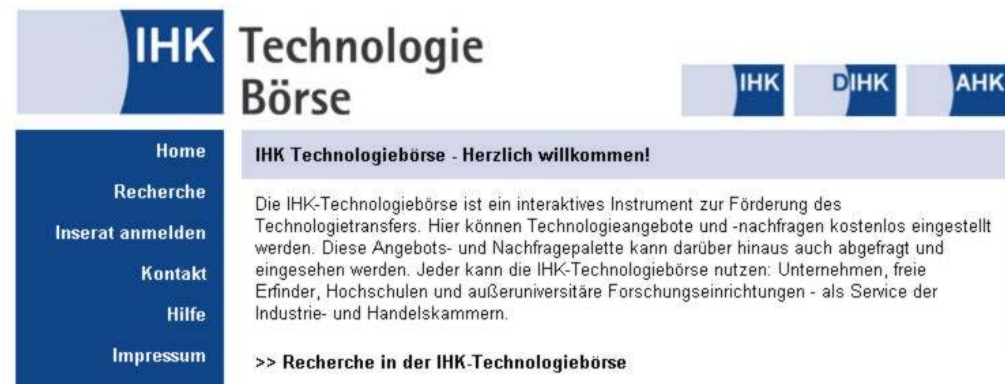 IHK Technologie
Börse
IHK DIHK AHK
Home
Recherche
Inserat anmelden
Kontakt
Hilfe
Impressum
IHK Technologiebörse - Herzlich willkommen!
Die IHK-Technologiebörse ist ein interaktives Instrument zur Förderung des
Technologietransfers. Hier können Technologieangebote und -nachfragen kostenlos eingestellt
werden. Diese Angebots- und Nachfragepalette kann darüber hinaus auch abgefragt und
eingesehen werden. Jeder kann die IHK-Technologiebörse nutzen: Unternehmen, freie
Erfinder, Hochschulen und außeruniversitäre Forschungseinrichtungen - als Service der
Industrie- und Handelskammern.
>> Recherche in der IHK-Technologiebörse